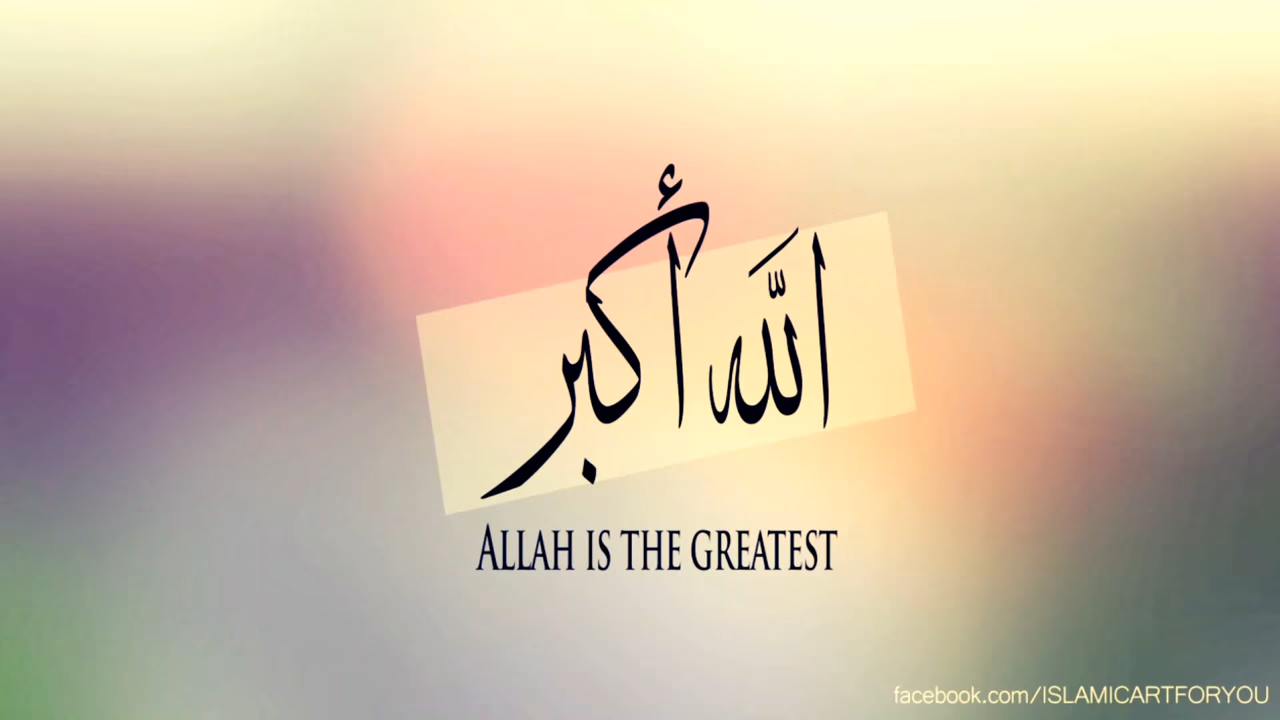 الله أكبر
ALLAH IS THE GREATEST
facebook.com/ISLAMICARTFORYOU